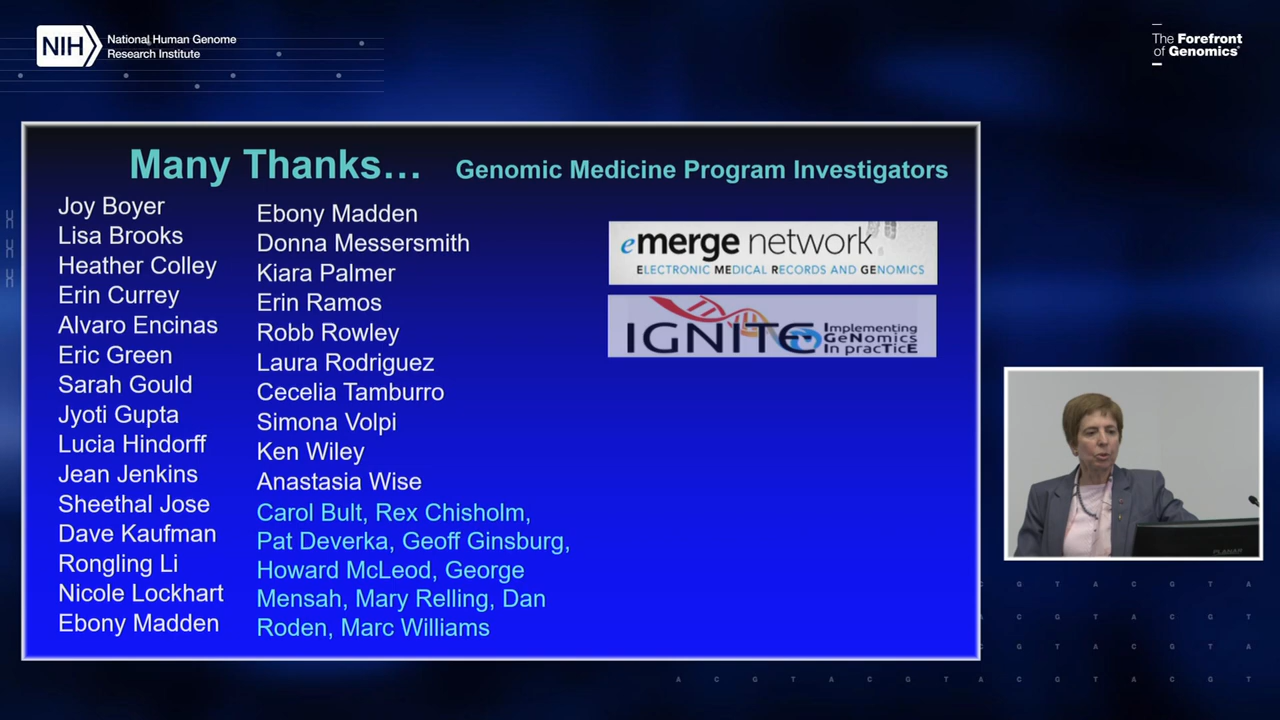 NIH
National Human Genome
Research Institute
The Forefront
of Genomics®
Many Thanks…
Genomic Medicine Program Investigators
Joy Boyer
Lisa Brooks
Heather Colley
Erin Currey
Alvaro Encinas
Eric Green
Sarah Gould
Jyoti Gupta
Lucia Hindorff
Jean Jenkins
Sheethal Jose
Dave Kaufman
Rongling Li
Nicole Lockhart
Ebony Madden
Ebony Madden
Donna Messersmith
Kiara Palmer
Erin Ramos
Robb Rowley
Laura Rodriguez
Cecelia Tamburro
Simona Volpi
Ken Wiley
Anastasia Wise
Carol Bult, Rex Chisholm,
Pat Deverka, Geoff Ginsburg,
Howard McLeod, George
Mensah, Mary Relling, Dan
Roden, Marc Williams
emerge network
ELECTRONIC MEDICAL RECORDS AND GENOMICS
IGNITE
Implementing
GeNomics
In pracTicE
PLANAR
C G T A C G T A
C G T A C G T
C G T A C G T A
A C G T A C G T A C G T A C G T